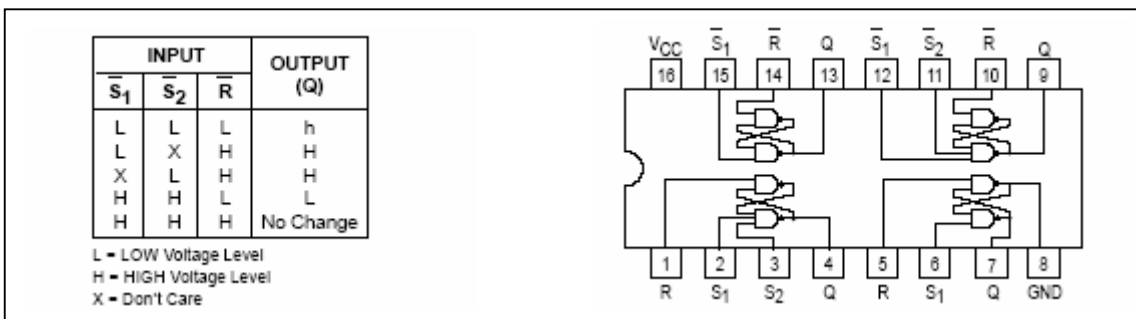 INPUT OUTPUT (Q)
S̅1 S̅2 R̅
L L L h
L X H H
X L H H
H H L L
H H H No Change
L = LOW Voltage Level
H = HIGH Voltage Level
X = Don't Care
VCC S̅1 R̅ Q S̅1 S̅2 R̅ Q
16 15 14 13 12 11 10 9
1 2 3 4 5 6 7 8
R S1 S2 Q R S1 Q GND